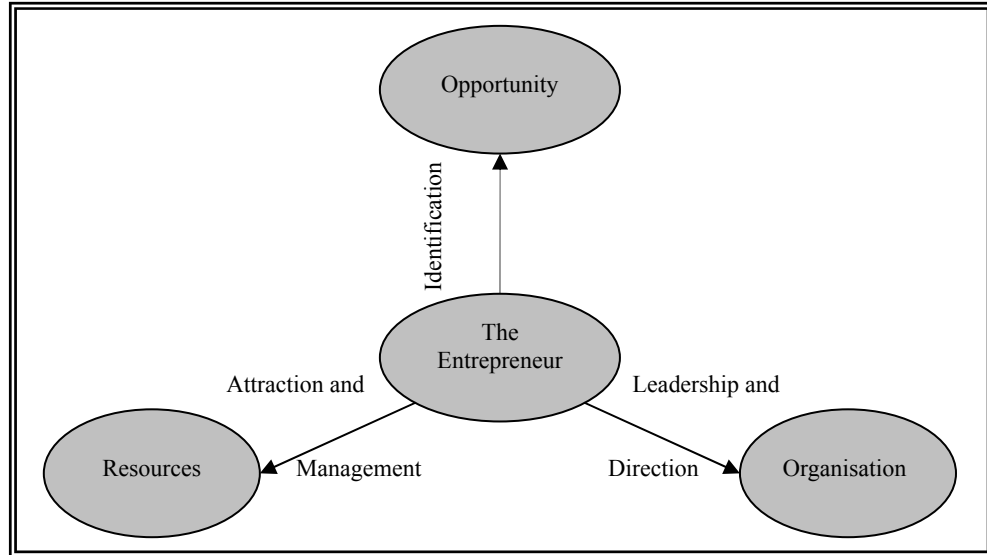 Opportunity
Identification
The
Entrepreneur
Attraction and
Leadership and
Resources
Management
Direction
Organisation